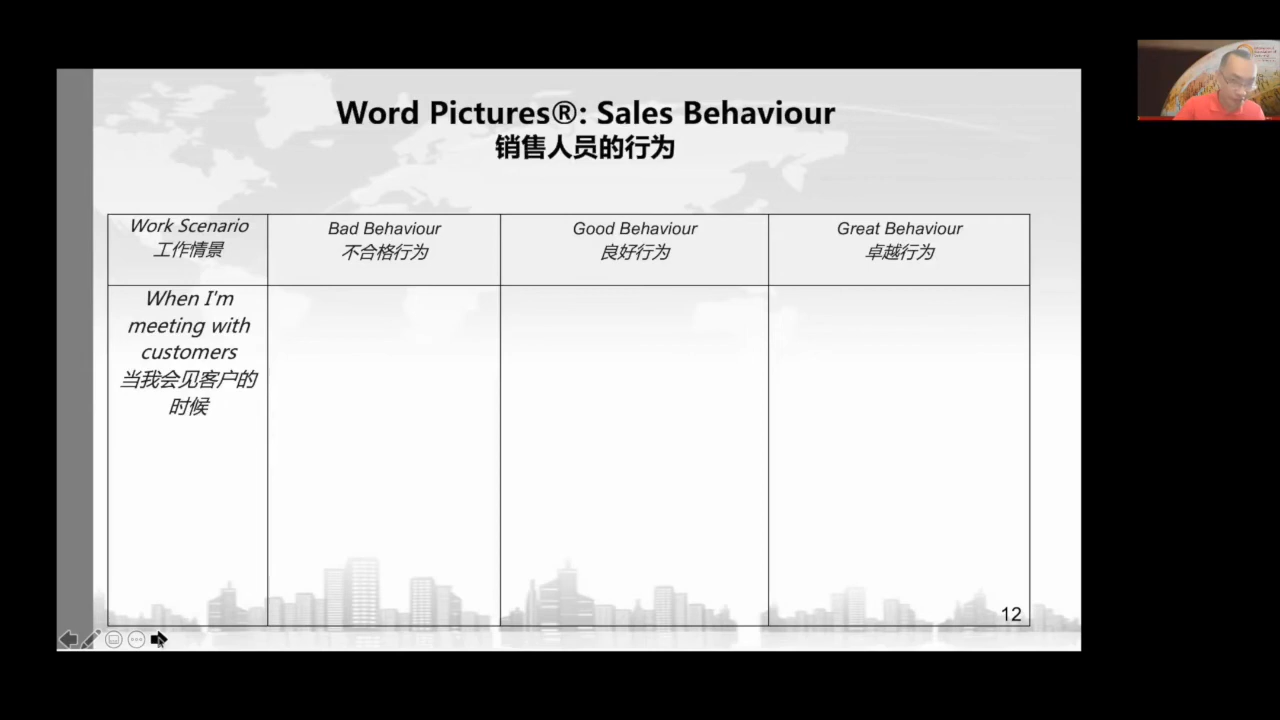 Word Pictures®: Sales Behaviour
销售人员的行为
Work Scenario
工作情景
Bad Behaviour
不合格行为
Good Behaviour
良好行为
Great Behaviour
卓越行为
When I'm
meeting with
customers
当我会见客户的
时候
12